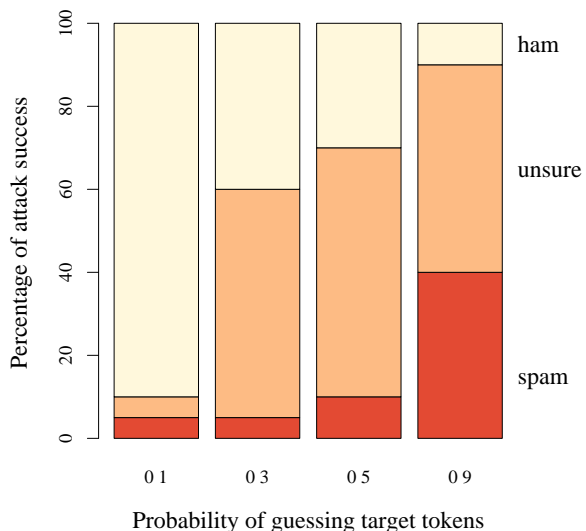 Percentage of attack success
100
80
60
40
20
0
ham
unsure
spam
0 1 0 3 0 5 0 9
Probability of guessing target tokens